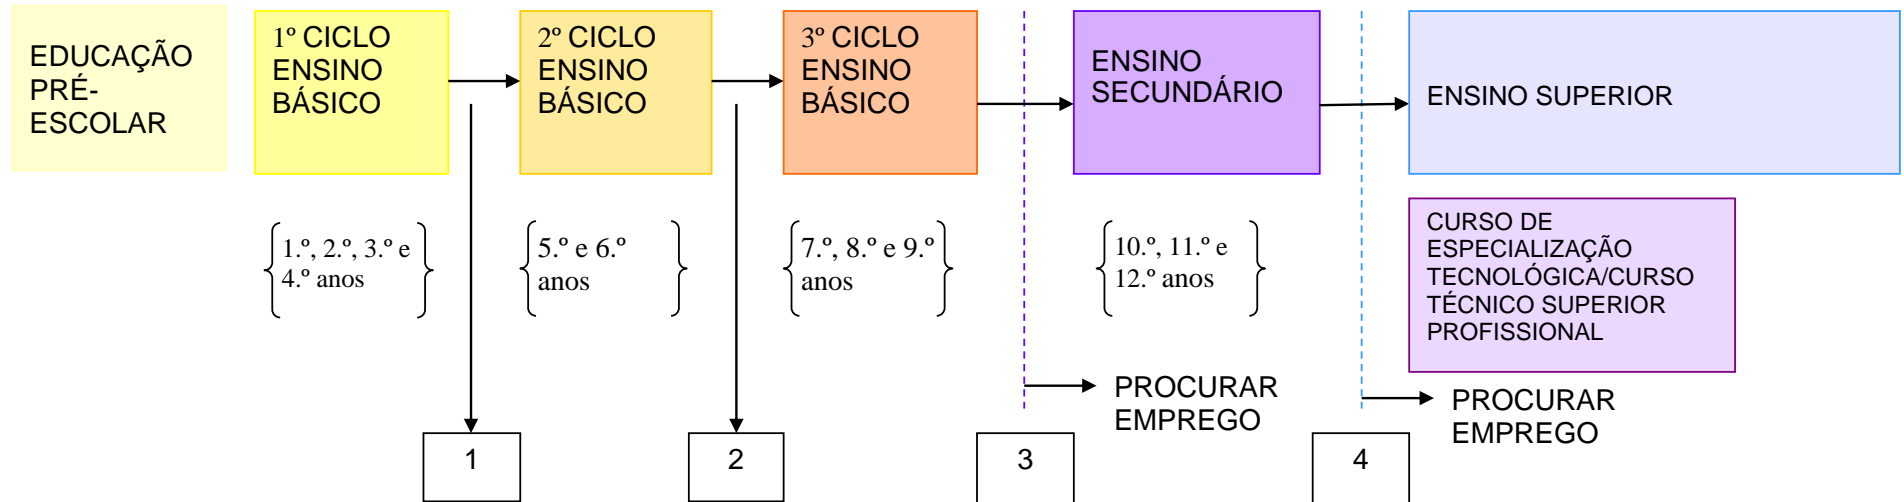 EDUCAÇÃO
PRÉ-
ESCOLAR
1º CICLO
ENSINO
BÁSICO
2º CICLO
ENSINO
BÁSICO
3º CICLO
ENSINO
BÁSICO
ENSINO
SECUNDÁRIO
ENSINO SUPERIOR
1.º, 2.º, 3.º e
4.º anos
5.º e 6.º
anos
7.º, 8.º e 9.º
anos
10.º, 11.º e
12.º anos
CURSO DE
ESPECIALIZAÇÃO
TECNOLÓGICA/CURSO
TÉCNICO SUPERIOR
PROFISSIONAL
PROCURAR
EMPREGO
PROCURAR
EMPREGO
1
2
3
4